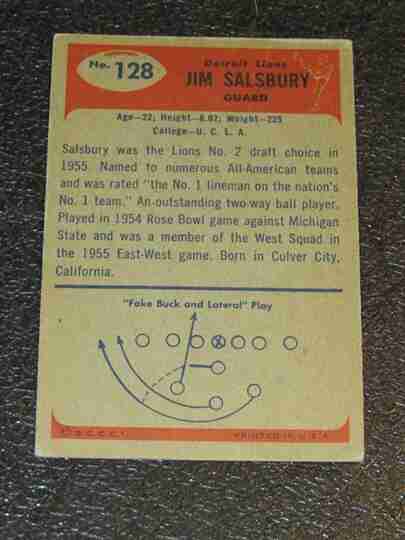 No. 128
Detroit Lions
JIM SALSBURY
GUARD
Age—22; Height—6.02; Weight—225
College—U. C. L. A.
Salsbury was the Lions No. 2 draft choice in
1955. Named to numerous All-American teams
and was rated "the No. 1 lineman on the nation's
No. 1 team." An outstanding two-way ball player.
Played in 1954 Rose Bowl game against Michigan
State and was a member of the West Squad in
the 1955 East-West game. Born in Culver City,
California.
"Fake Buck and Lateral" Play
PRINTED IN U.S.A.